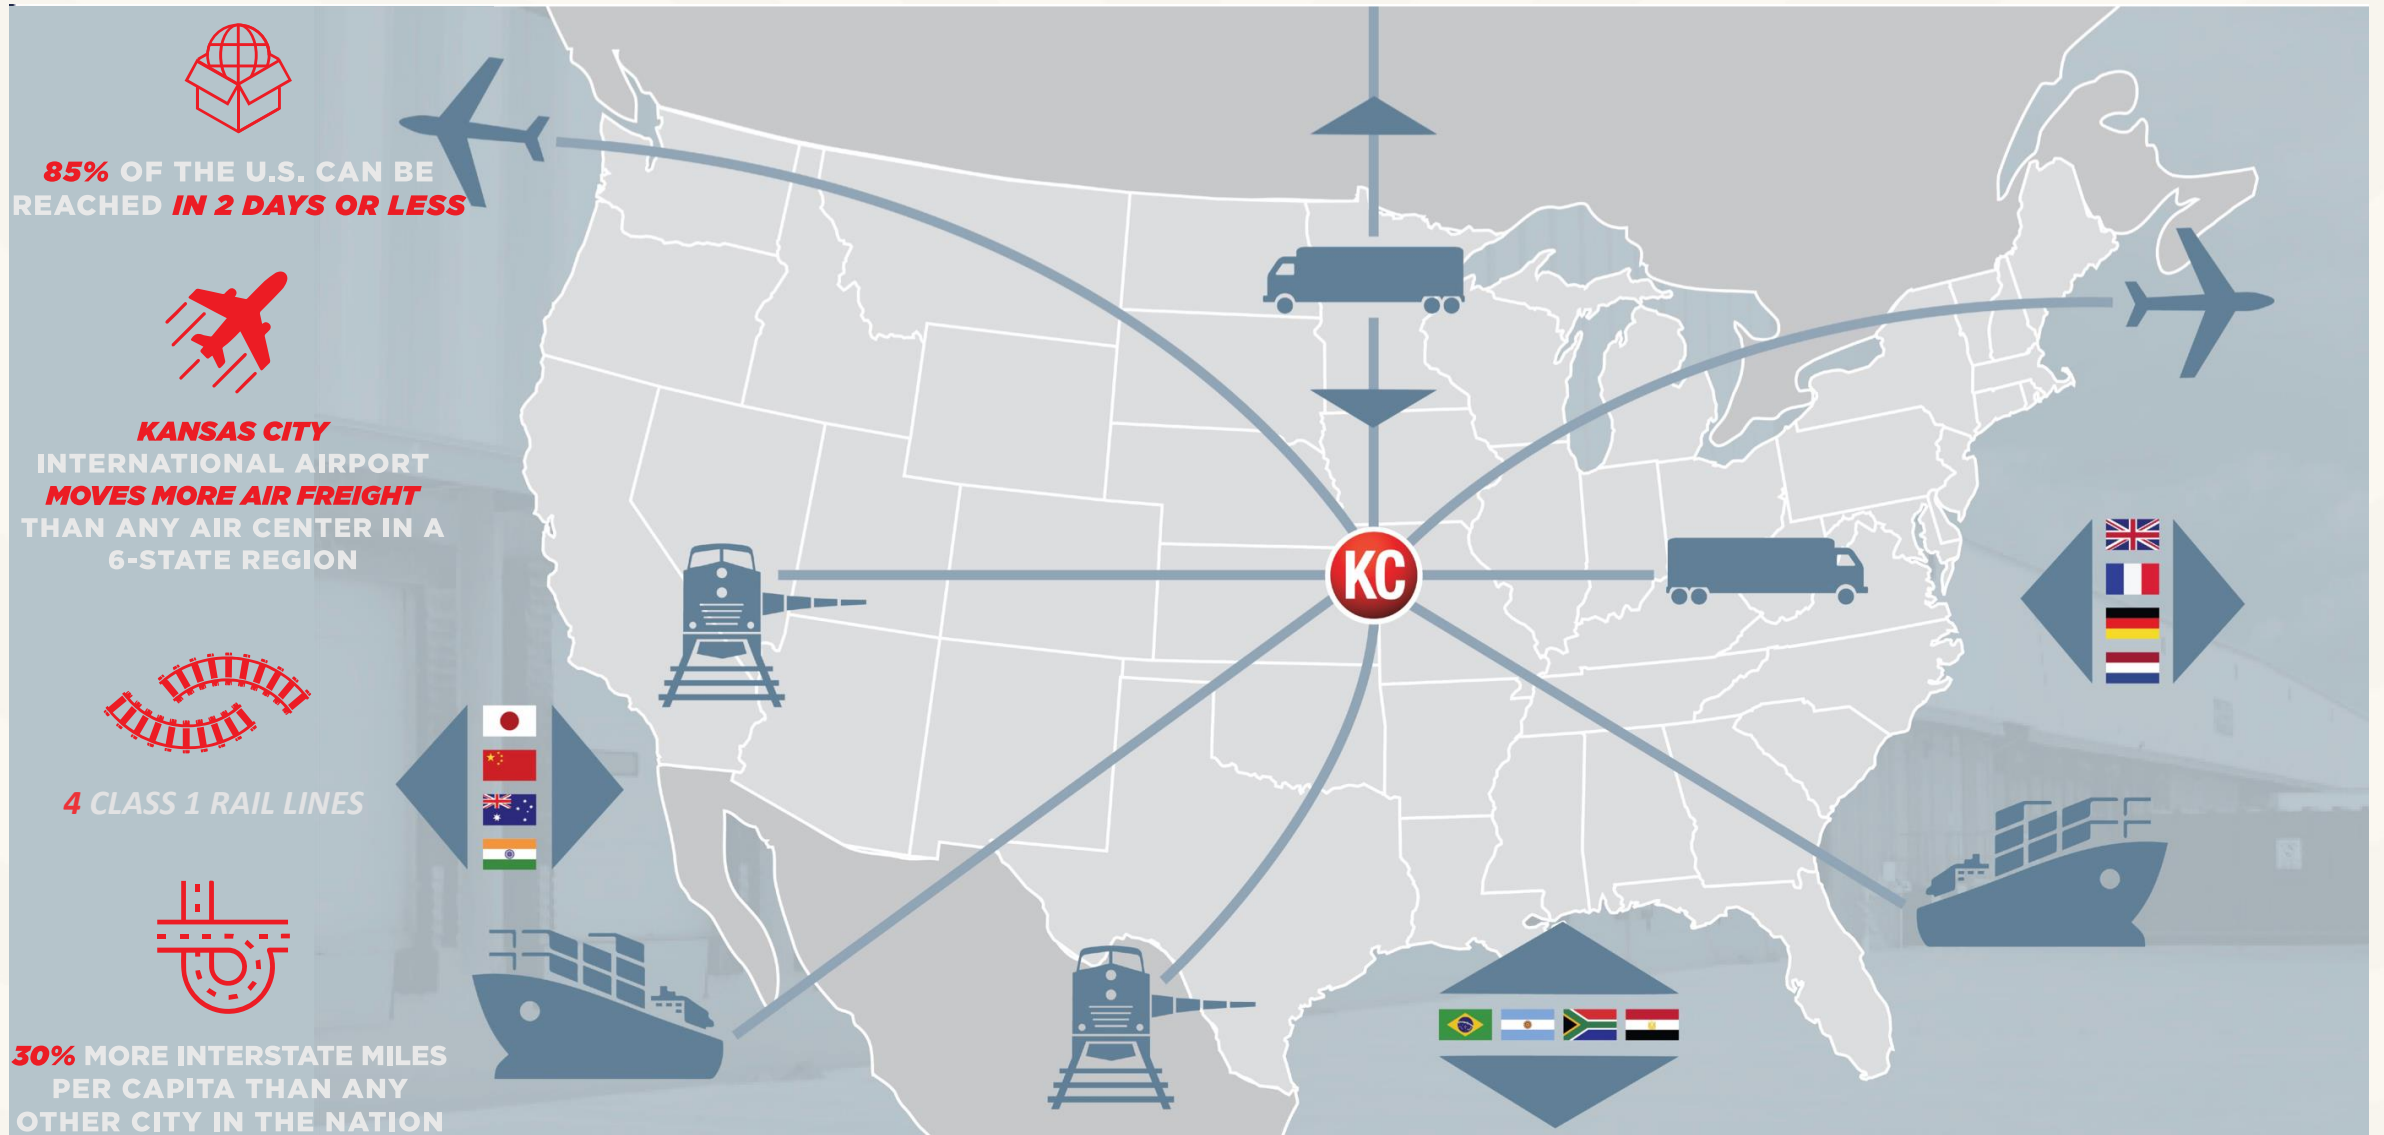 85% OF THE U.S. CAN BE
REACHED IN 2 DAYS OR LESS
KANSAS CITY
INTERNATIONAL AIRPORT
MOVES MORE AIR FREIGHT
THAN ANY AIR CENTER IN A
6-STATE REGION
4 CLASS 1 RAIL LINES
30% MORE INTERSTATE MILES
PER CAPITA THAN ANY
OTHER CITY IN THE NATION
KC